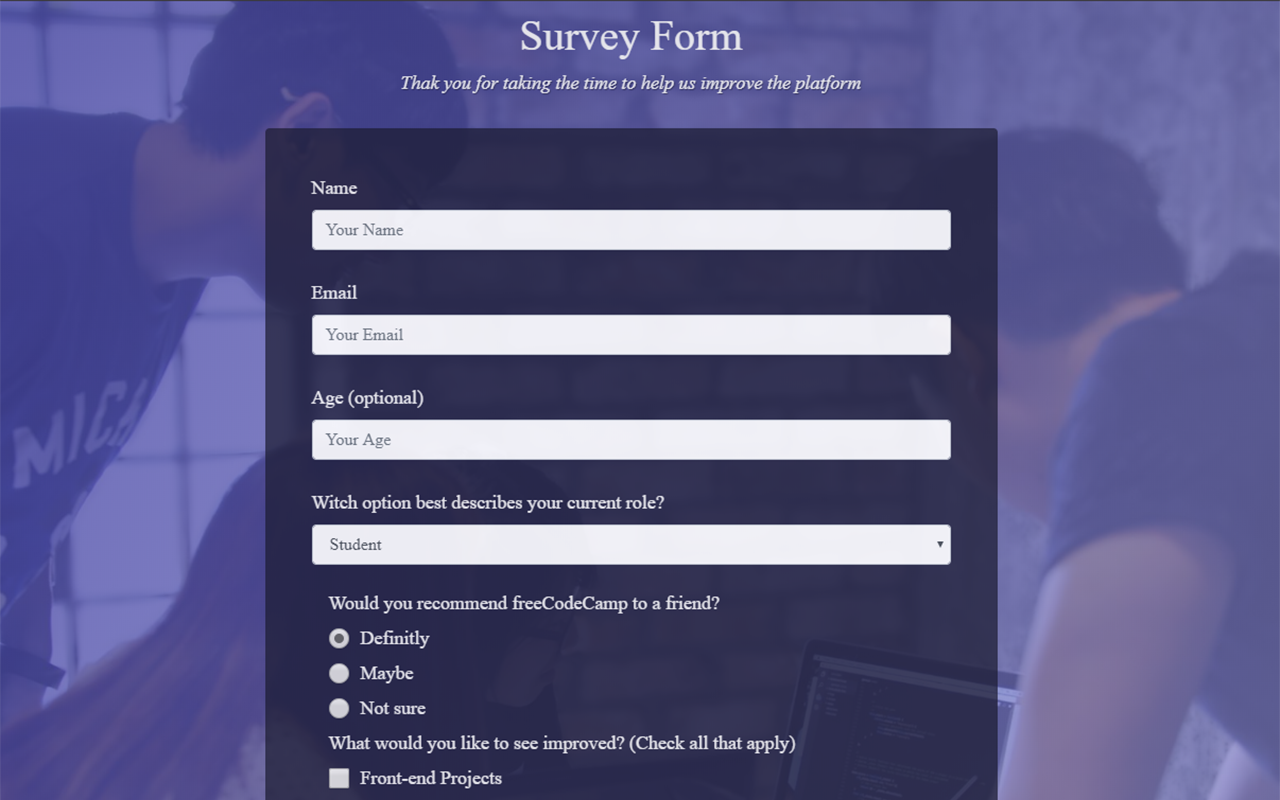 Survey Form
Thak you for taking the time to help us improve the platform
Name
Your Name
Email
Your Email
Age (optional)
Your Age
Witch option best describes your current role?
Student
Would you recommend freeCodeCamp to a friend?
Definitly
Maybe
Not sure
What would you like to see improved? (Check all that apply)
Front-end Projects
MICH